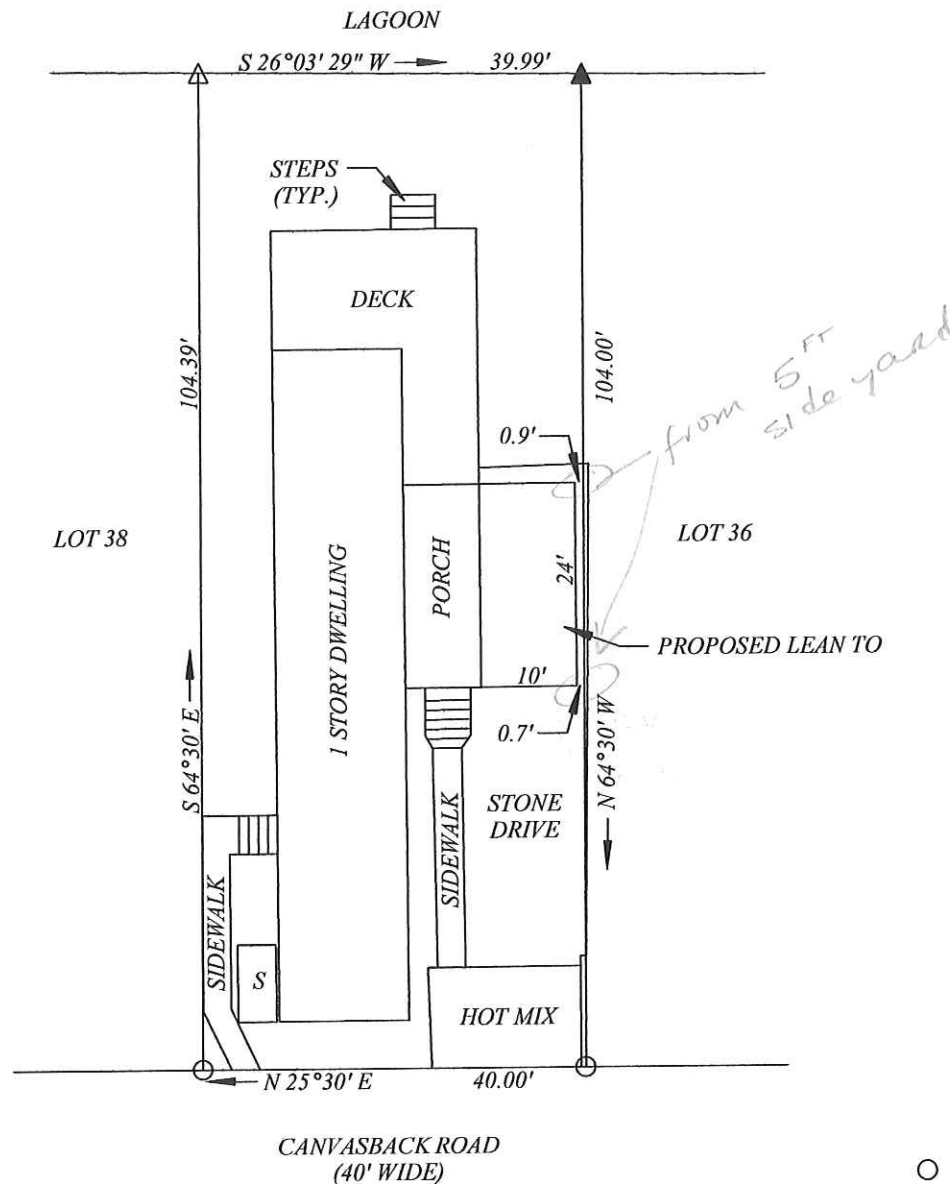 LAGOON
S 26°03' 29" W 39.99'
STEPS
(TYP.)
DECK
104.39'
104.00'
from 5 FT
side yard
0.9'
LOT 38
LOT 36
1 STORY DWELLING
PORCH
24'
PROPOSED LEAN TO
10'
0.7'
S 64°30' E
N 64°30' W
STONE
DRIVE
SIDEWALK
SIDEWALK
S
HOT MIX
N 25°30' E 40.00'
CANVASBACK ROAD
(40' WIDE)